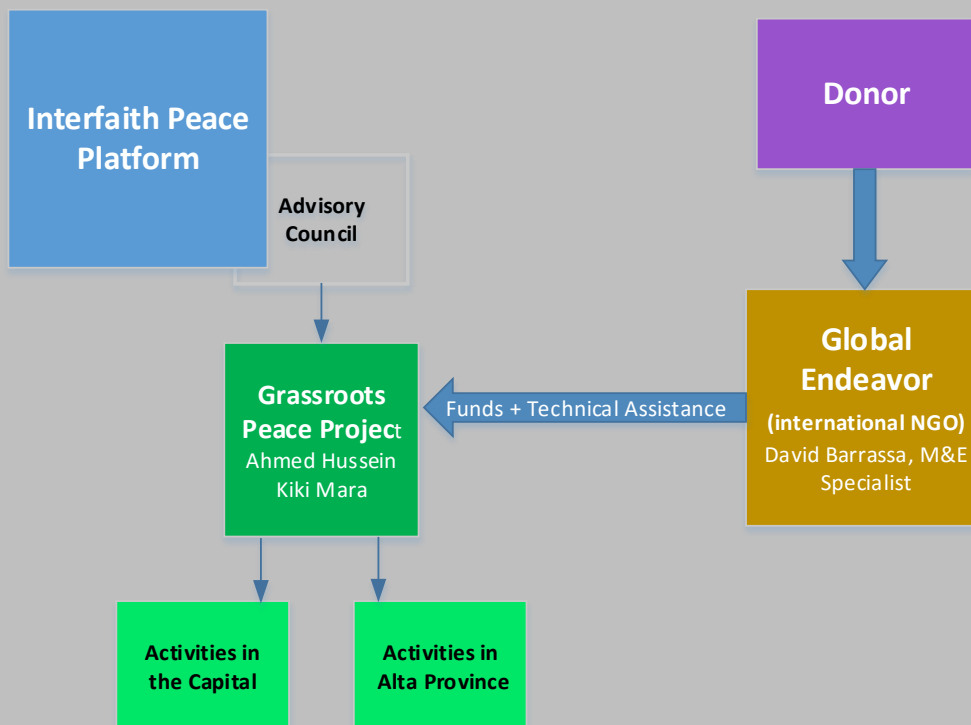 Interfaith Peace
Platform
Advisory
Council
Donor
Grassroots
Peace Project
Ahmed Hussein
Kiki Mara
Funds + Technical Assistance
Global
Endeavor
(international NGO)
David Barrassa, M&E
Specialist
Activities in
the Capital
Activities in
Alta Province